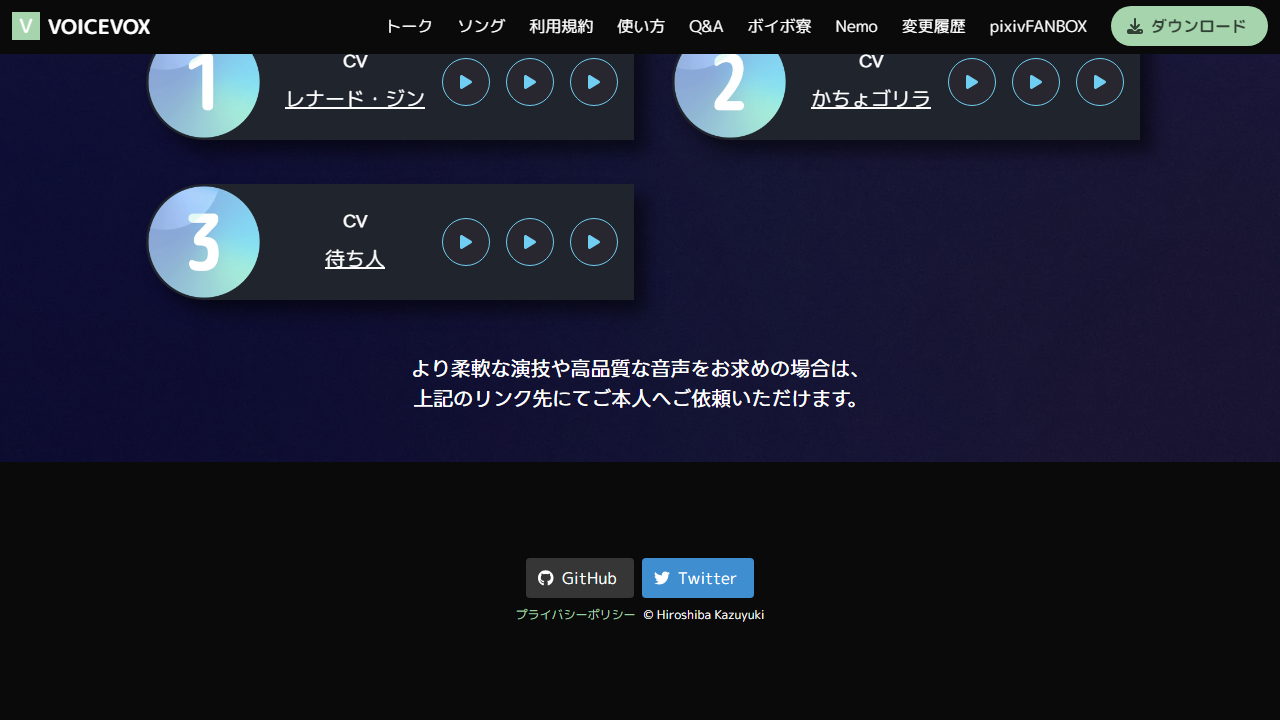 V VOICEVOX トーク ソング 利用規約 使い方 Q&A ボイボ寮 Nemo 変更履歴 pixivFANBOX ダウンロード
1 CV
レナード・ジン
2 CV
かちょゴリラ
3 CV
待ち人
より柔軟な演技や高品質な音声をお求めの場合は、
上記のリンク先にてご本人へご依頼いただけます。
GitHub Twitter
プライバシーポリシー © Hiroshiba Kazuyuki